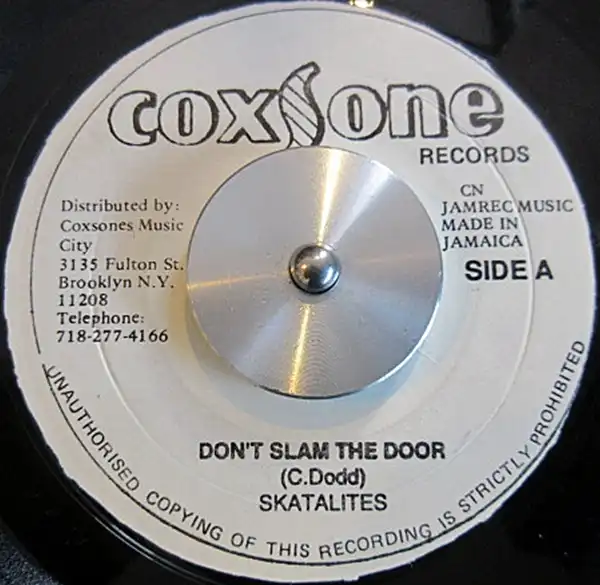 coxsone
RECORDS
Distributed by:
Coxsones Music
City
3135 Fulton St.
Brooklyn N.Y.
11208
Telephone:
718-277-4166
CN
JAMREC MUSIC
MADE IN
JAMAICA
SIDE A
DON'T SLAM THE DOOR
(C.Dodd)
SKATALITES
UNAUTHORISED COPYING OF THIS RECORDING IS STRICTLY PROHIBITED